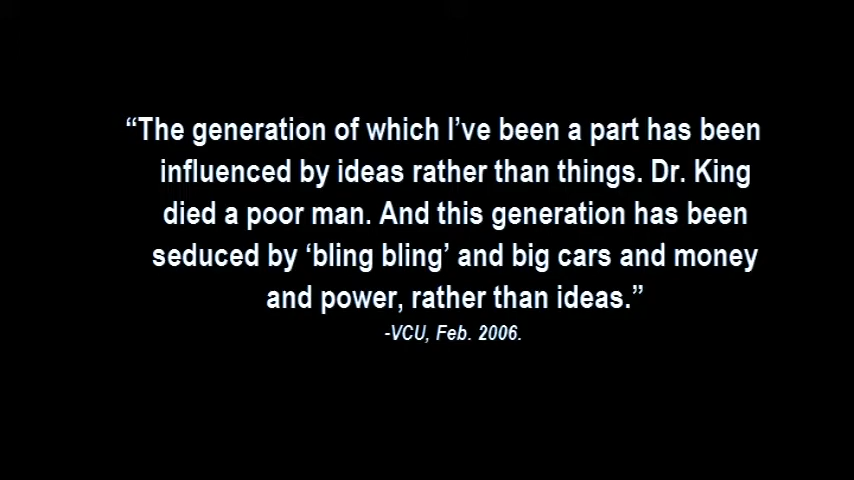 “The generation of which I’ve been a part has been
influenced by ideas rather than things. Dr. King
died a poor man. And this generation has been
seduced by ‘bling bling’ and big cars and money
and power, rather than ideas.”
-VCU, Feb. 2006.